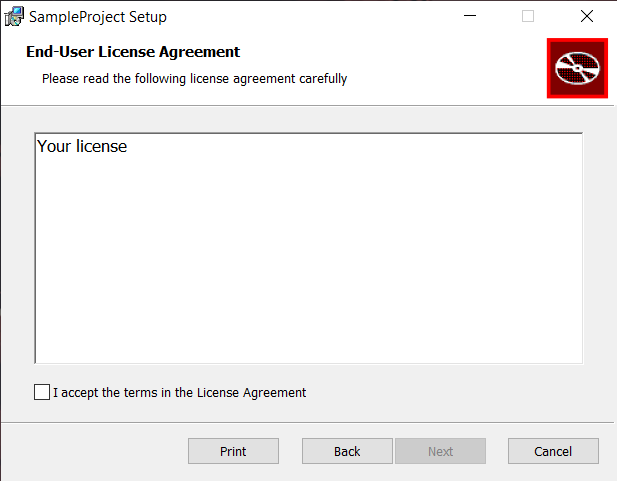 SampleProject Setup
End-User License Agreement
Please read the following license agreement carefully
Your license
I accept the terms in the License Agreement
Print Back Next Cancel